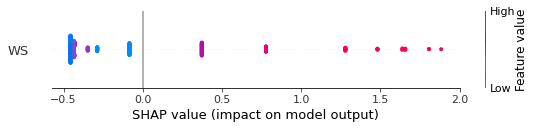 High
WS
Feature value
Low
−0.5 0.0 0.5 1.0 1.5 2.0
SHAP value (impact on model output)